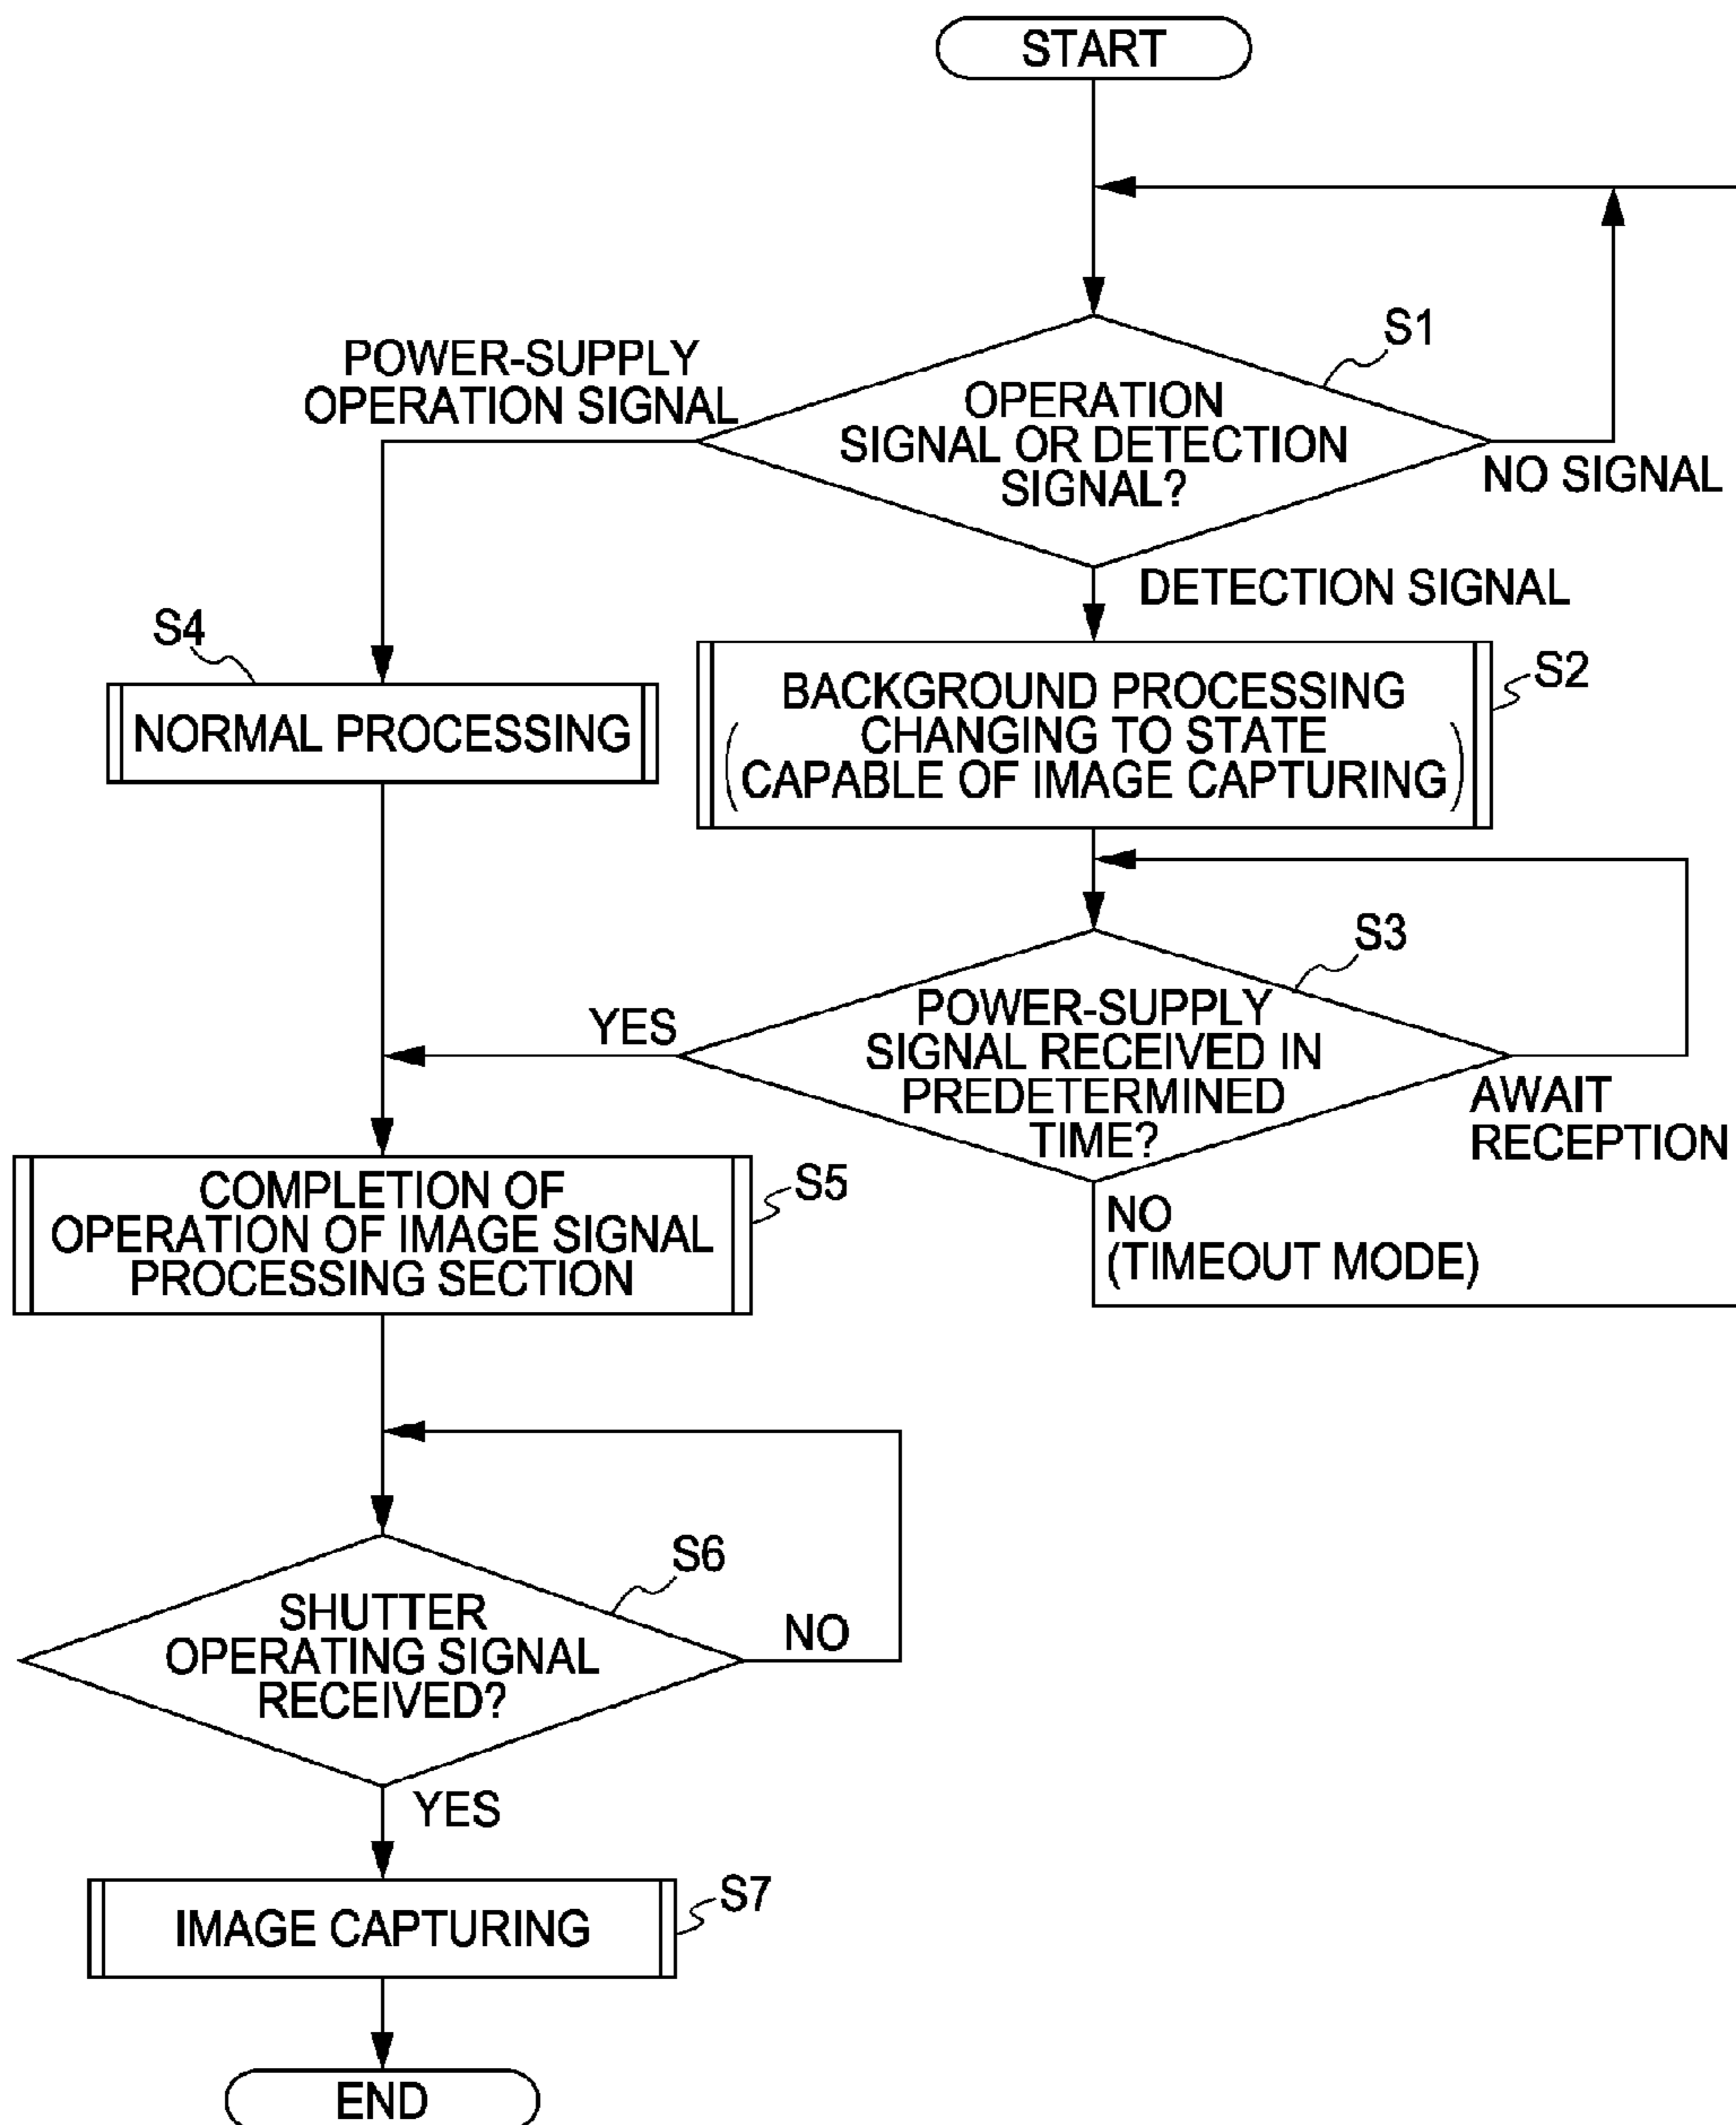 START
S1
POWER-SUPPLY
OPERATION SIGNAL
OPERATION
SIGNAL OR DETECTION
SIGNAL?
NO SIGNAL
DETECTION SIGNAL
S4
NORMAL PROCESSING
S2
BACKGROUND PROCESSING
(CHANGING TO STATE
CAPABLE OF IMAGE CAPTURING)
S3
YES
POWER-SUPPLY
SIGNAL RECEIVED IN
PREDETERMINED
TIME?
AWAIT
RECEPTION
NO
(TIMEOUT MODE)
S5
COMPLETION OF
OPERATION OF IMAGE SIGNAL
PROCESSING SECTION
S6
SHUTTER
OPERATING SIGNAL
RECEIVED?
NO
YES
S7
IMAGE CAPTURING
END